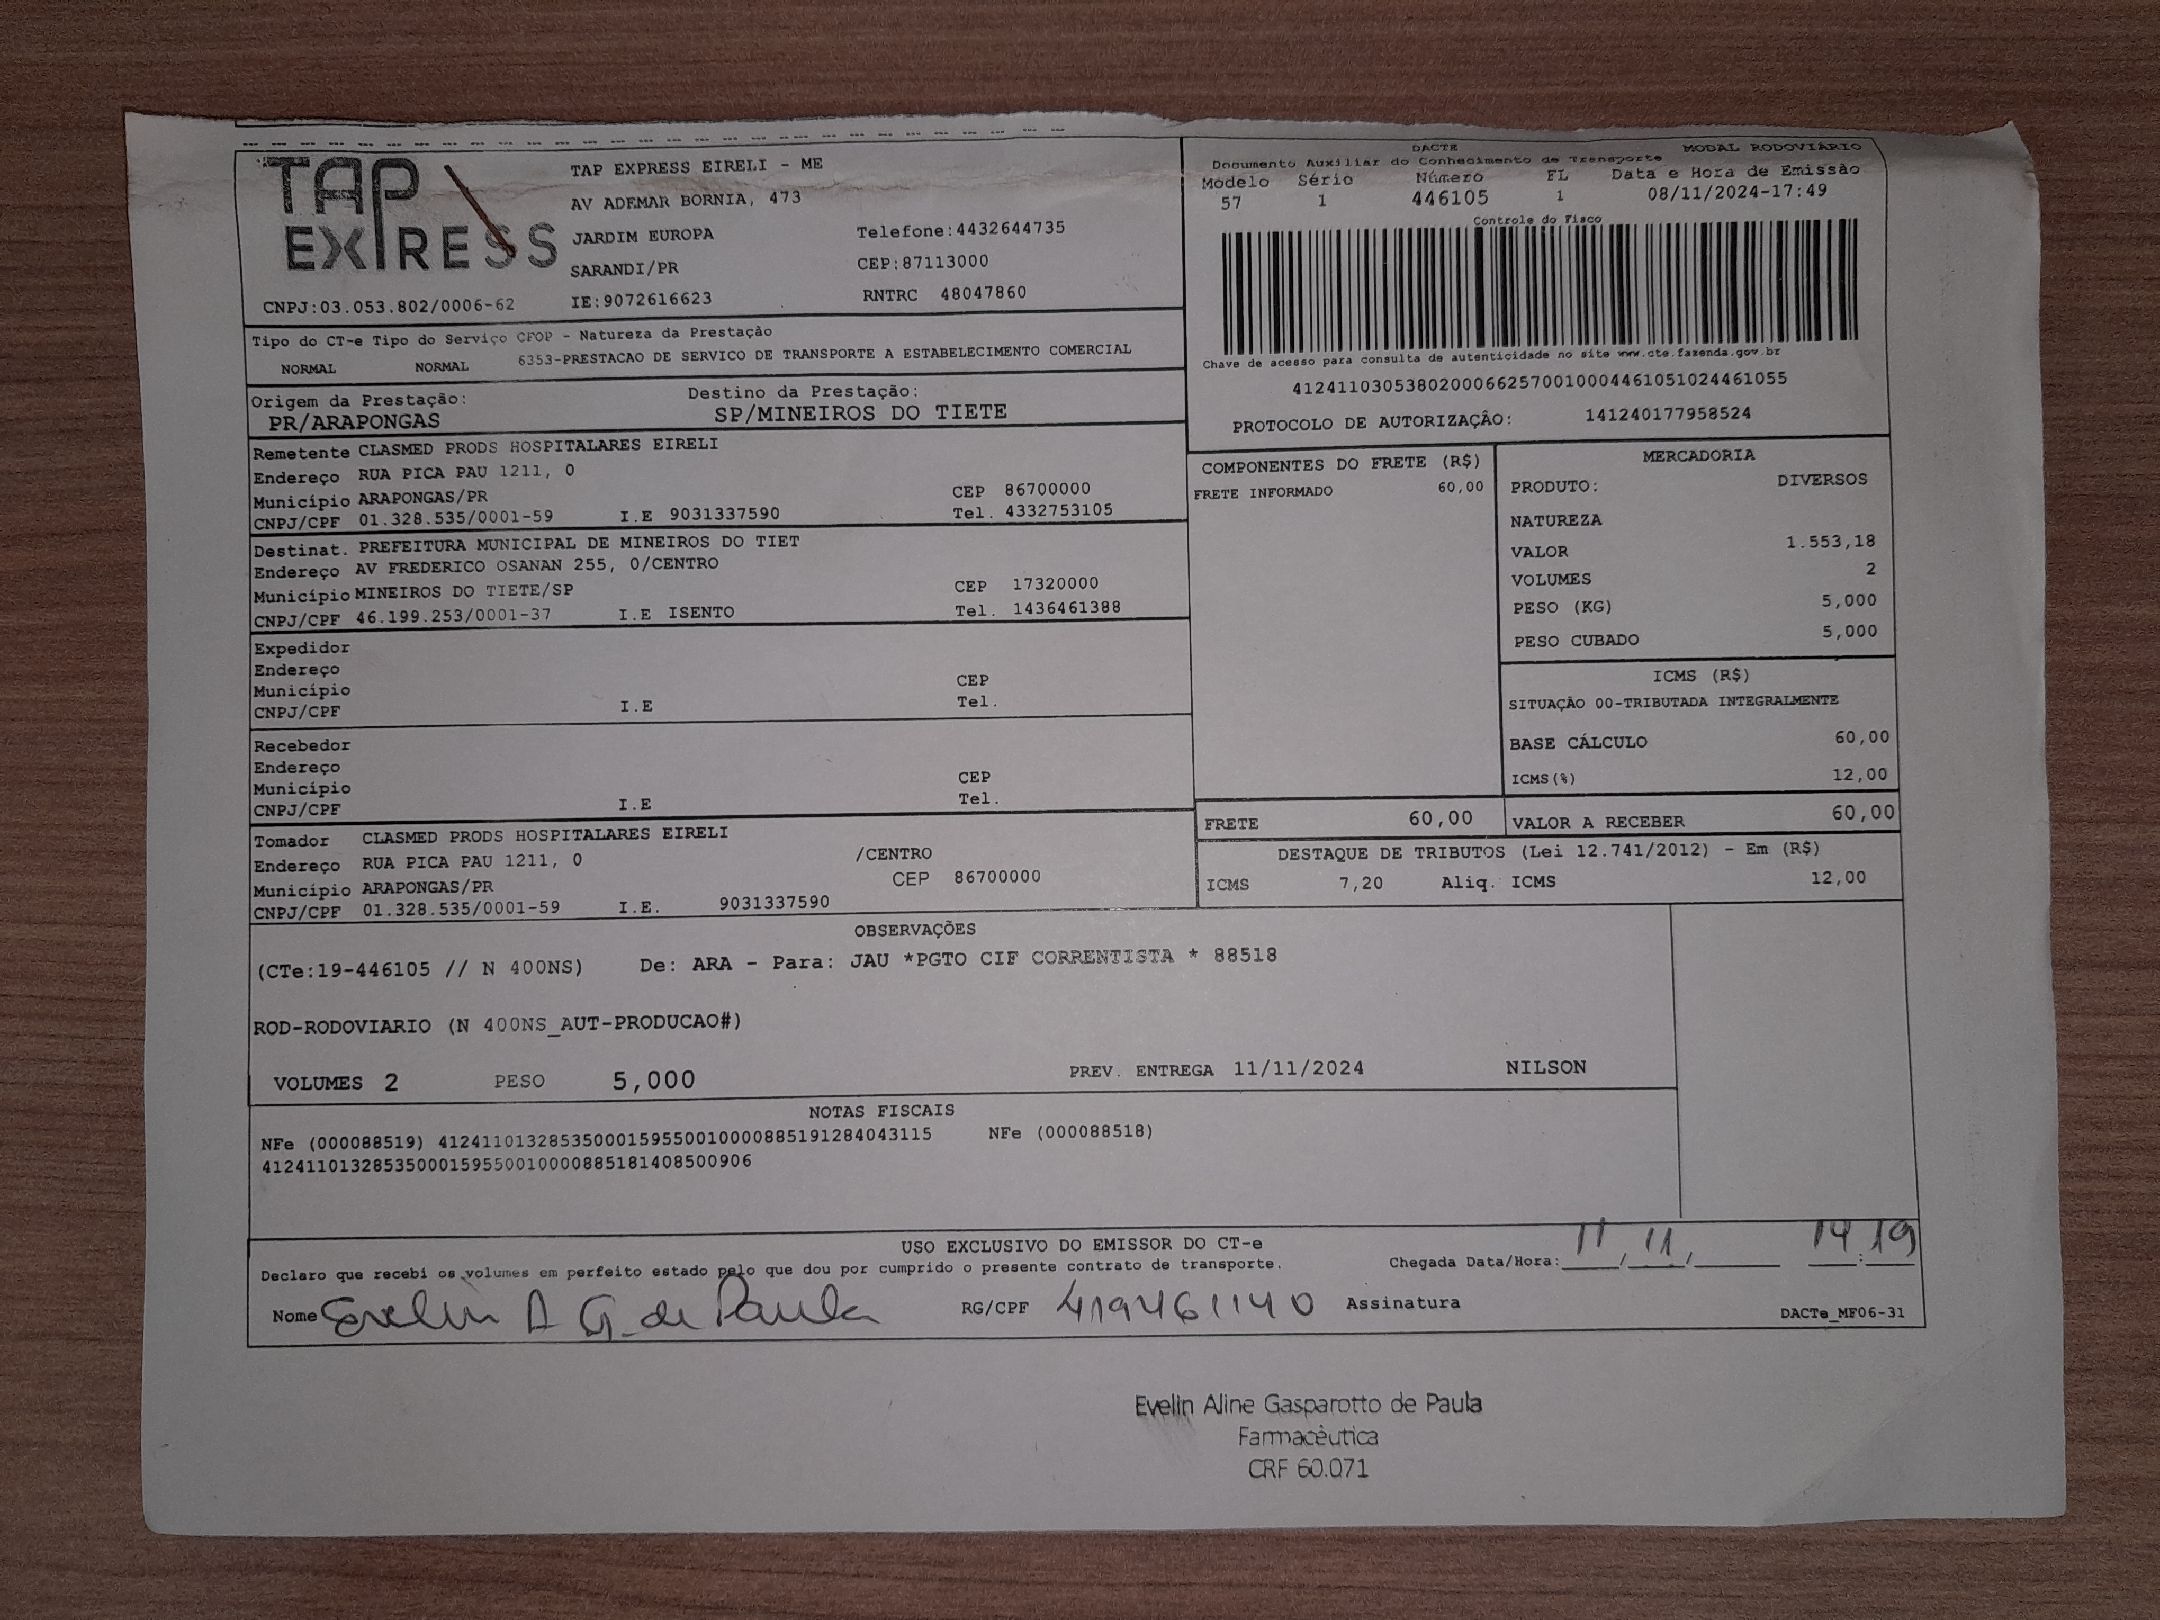 TAP
EXPRESS
CNPJ:03.053.802/0006-62
TAP EXPRESS EIRELI - ME
AV ADEMAR BORNIA, 473
JARDIM EUROPA Telefone:4432644735
SARANDI/PR CEP:87113000
IE:9072616623 RNTRC 48047860
DACTE MODAL RODOVIÁRIO
Documento Auxiliar do Conhecimento de Transporte
Modelo Série Número FL Data e Hora de Emissão
57 1 446105 1 08/11/2024-17:49
Controle do Fisco
Chave de acesso para consulta de autenticidade no site www.cte.fazenda.gov.br
41241103053802000662570010004461051024461055
PROTOCOLO DE AUTORIZAÇÃO: 141240177958524
Tipo do CT-e Tipo do Serviço CFOP - Natureza da Prestação
NORMAL NORMAL 6353-PRESTACAO DE SERVICO DE TRANSPORTE A ESTABELECIMENTO COMERCIAL
Origem da Prestação: Destino da Prestação:
PR/ARAPONGAS SP/MINEIROS DO TIETE
Remetente CLASMED PRODS HOSPITALARES EIRELI
Endereço RUA PICA PAU 1211, 0
Município ARAPONGAS/PR CEP 86700000
CNPJ/CPF 01.328.535/0001-59 I.E 9031337590 Tel. 4332753105
Destinat. PREFEITURA MUNICIPAL DE MINEIROS DO TIET
Endereço AV FREDERICO OSANAN 255, 0/CENTRO
Município MINEIROS DO TIETE/SP CEP 17320000
CNPJ/CPF 46.199.253/0001-37 I.E ISENTO Tel. 1436461388
Expedidor
Endereço
Município CEP
CNPJ/CPF I.E Tel.
Recebedor
Endereço
Município CEP
CNPJ/CPF I.E Tel.
Tomador CLASMED PRODS HOSPITALARES EIRELI
Endereço RUA PICA PAU 1211, 0 /CENTRO
Município ARAPONGAS/PR CEP 86700000
CNPJ/CPF 01.328.535/0001-59 I.E. 9031337590
COMPONENTES DO FRETE (R$)
FRETE INFORMADO 60,00
MERCADORIA
PRODUTO: DIVERSOS
NATUREZA
VALOR 1.553,18
VOLUMES 2
PESO (KG) 5,000
PESO CUBADO 5,000
ICMS (R$)
SITUAÇÃO 00-TRIBUTADA INTEGRALMENTE
BASE CÁLCULO 60,00
ICMS(%) 12,00
FRETE 60,00 VALOR A RECEBER 60,00
DESTAQUE DE TRIBUTOS (Lei 12.741/2012) - Em (R$)
ICMS 7,20 Aliq. ICMS 12,00
OBSERVAÇÕES
(CTe:19-446105 // N 400NS) De: ARA - Para: JAU *PGTO CIF CORRENTISTA * 88518
ROD-RODOVIARIO (N 400NS_AUT-PRODUCAO#)
VOLUMES 2 PESO 5,000 PREV. ENTREGA 11/11/2024 NILSON
NOTAS FISCAIS
NFe (000088519) 41241101328535000159550010000885191284043115 NFe (000088518)
41241101328535000159550010000885181408500906
USO EXCLUSIVO DO EMISSOR DO CT-e
Declaro que recebi os volumes em perfeito estado pelo que dou por cumprido o presente contrato de transporte. Chegada Data/Hora: 11/11/ 14:19
Nome Evelin A G. de Paula RG/CPF 419461140 Assinatura DACTe_MF06-31
Evelin Aline Gasparotto de Paula
Farmacêutica
CRF 60.071